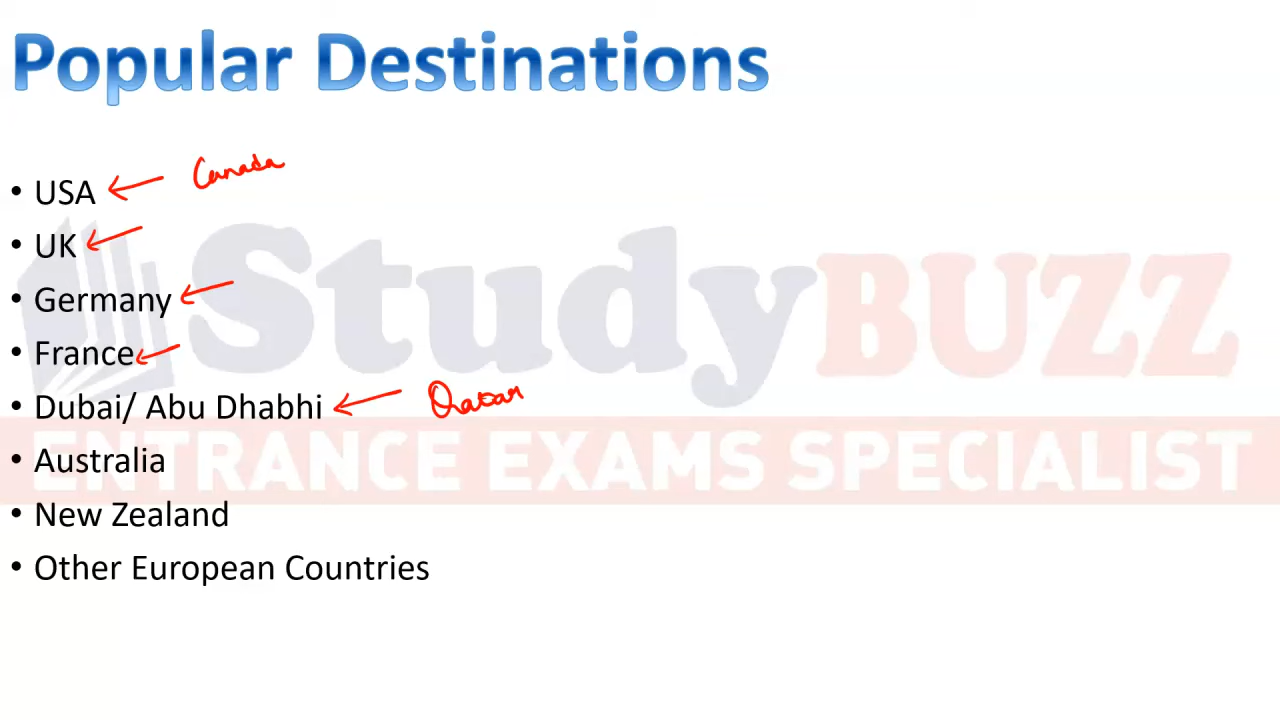 Popular Destinations
• USA Canada
• UK
• Germany
• France
• Dubai/ Abu Dhabhi Qatar
• Australia
• New Zealand
• Other European Countries
StudyBUZZ
ENTRANCE EXAMS SPECIALIST